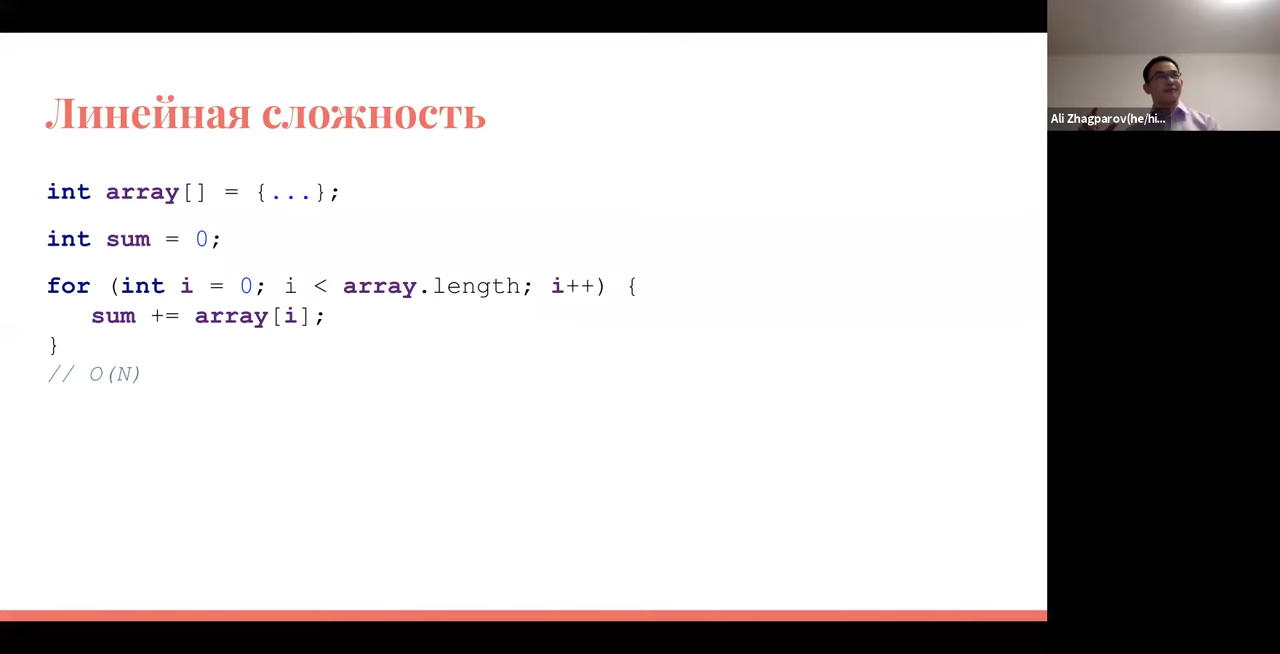 Линейная сложность
int array[] = {...};
int sum = 0;
for (int i = 0; i < array.length; i++) {
sum += array[i];
}
// O(N)
Ali Zhagparov(he/hi...